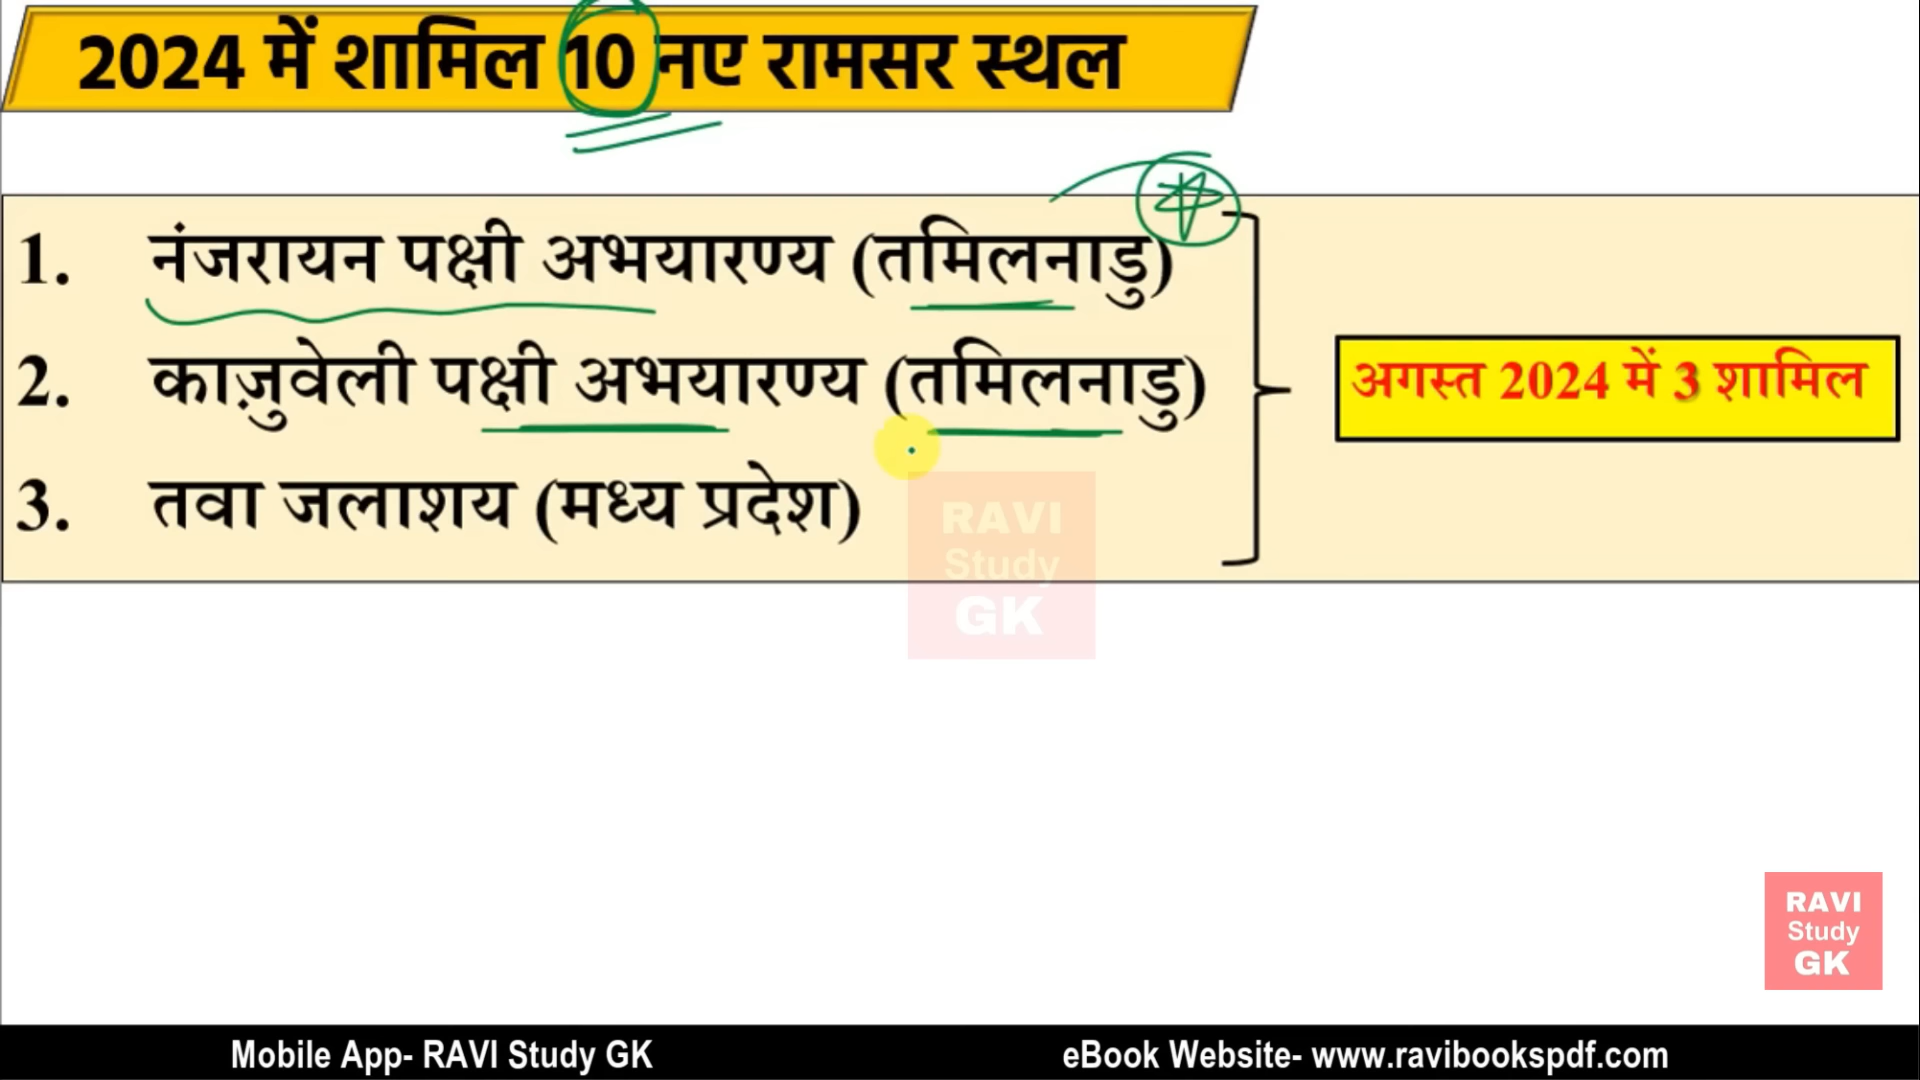 2024 में शामिल 10 नए रामसर स्थल
1. नंजरायन पक्षी अभयारण्य (तमिलनाडु)
2. काज़ुवेली पक्षी अभयारण्य (तमिलनाडु)
3. तवा जलाशय (मध्य प्रदेश)
अगस्त 2024 में 3 शामिल
RAVI
Study
GK
RAVI
Study
GK
Mobile App- RAVI Study GK
eBook Website- www.ravibookspdf.com